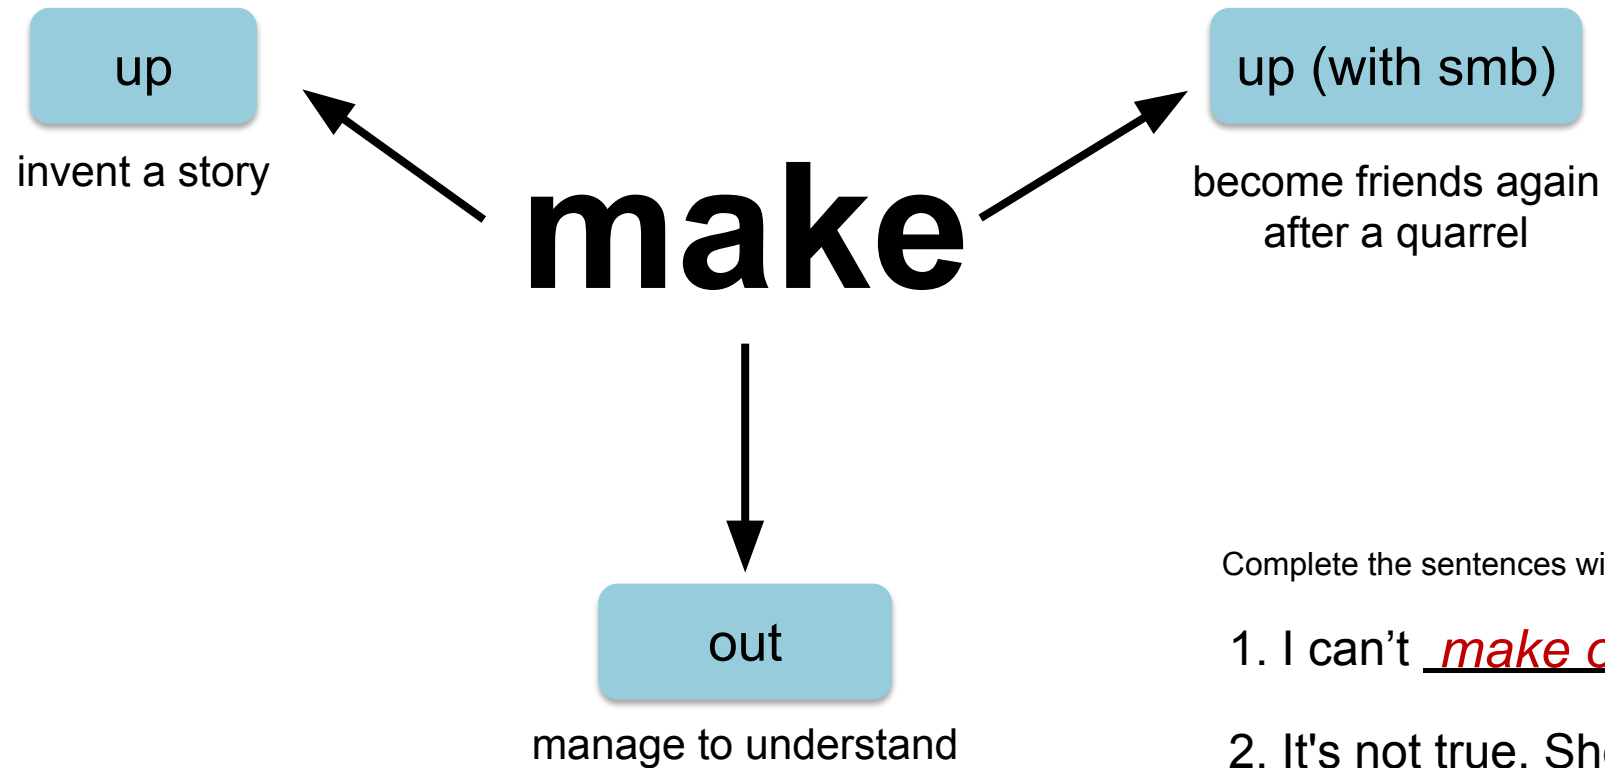 up
up (with smb)
invent a story
become friends again
after a quarrel
make
out
manage to understand
Complete the sentences
1. I can’t make
2. It's not true.